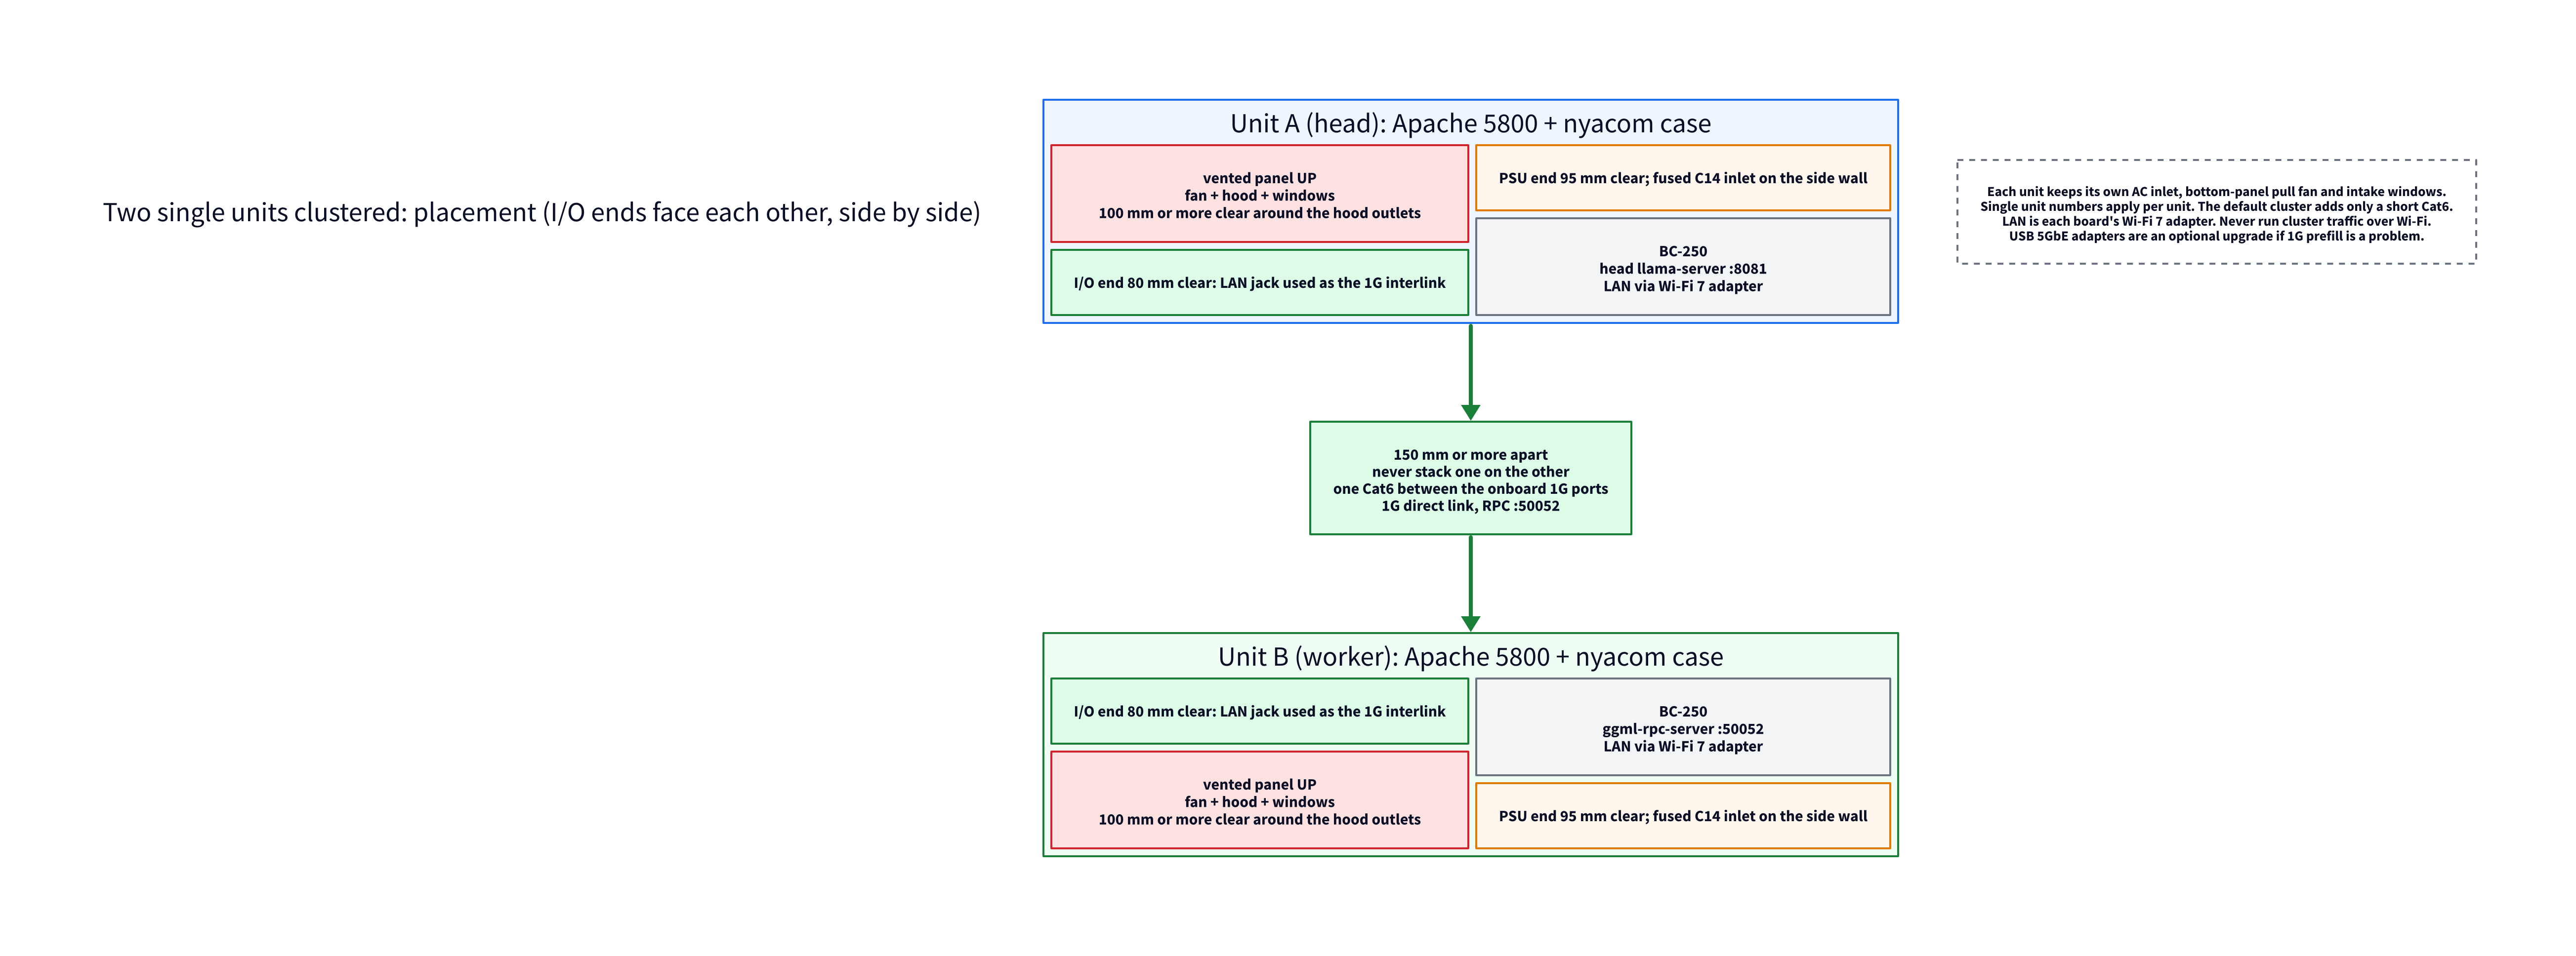 Two single units clustered: placement (I/O ends face each other, side by side)
Unit A (head): Apache 5800 + nyacom case
vented panel UP
fan + hood + windows
100 mm or more clear around the hood outlets
PSU end 95 mm clear; fused C14 inlet on the side wall
I/O end 80 mm clear: LAN jack used as the 1G interlink
BC-250
head llama-server :8081
LAN via Wi-Fi 7 adapter
Each unit keeps its own AC inlet, bottom-panel pull fan and intake windows.
Single unit numbers apply per unit. The default cluster adds only a short Cat6.
LAN is each board's Wi-Fi 7 adapter. Never run cluster traffic over Wi-Fi.
USB 5GbE adapters are an optional upgrade if 1G prefill is a problem.
150 mm or more apart
never stack one on the other
one Cat6 between the onboard 1G ports
1G direct link, RPC :50052
Unit B (worker): Apache 5800 + nyacom case
I/O end 80 mm clear: LAN jack used as the 1G interlink
BC-250
ggml-rpc-server :50052
LAN via Wi-Fi 7 adapter
vented panel UP
fan + hood + windows
100 mm or more clear around the hood outlets
PSU end 95 mm clear; fused C14 inlet on the side wall